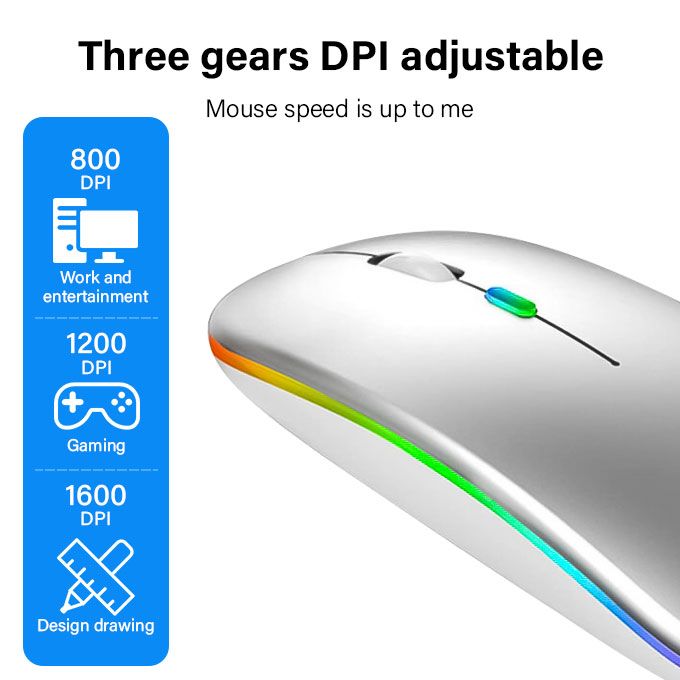 Three gears DPI adjustable
Mouse speed is up to me
800
DPI
Work and
entertainment
1200
DPI
Gaming
1600
DPI
Design drawing